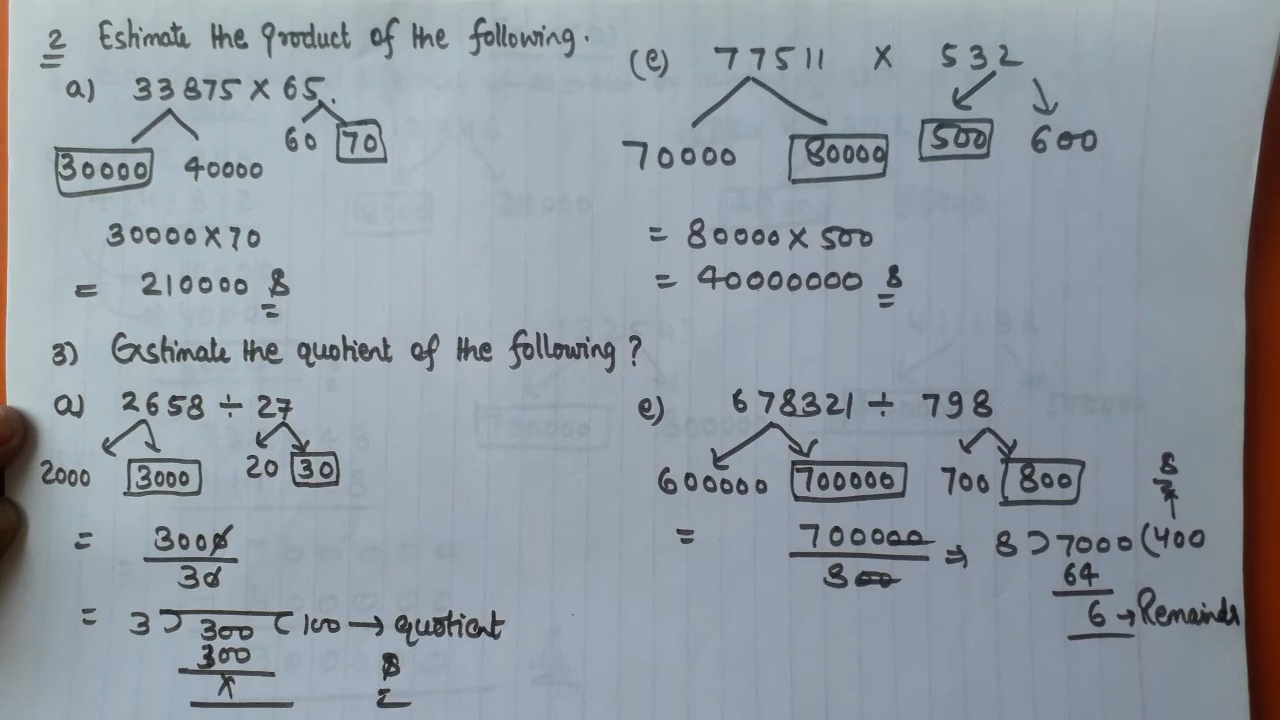 2 Estimate the product of the following.
a) 33875 × 65.
60 70
30000 40000
30000 × 70
= 210000
(e) 77511 × 532
70000 80000 500 600
= 80000 × 500
= 40000000
3) Estimate the quotient of the following?
a) 2658 ÷ 27
2000 3000 20 30
= 3000
30
= 3 ) 300 ( 100 → quotient
300
×
e) 678321 ÷ 798
600000 700000 700 800
= 700000 ⇒ 8 ) 7000 (400
800
64
6 → Remainds